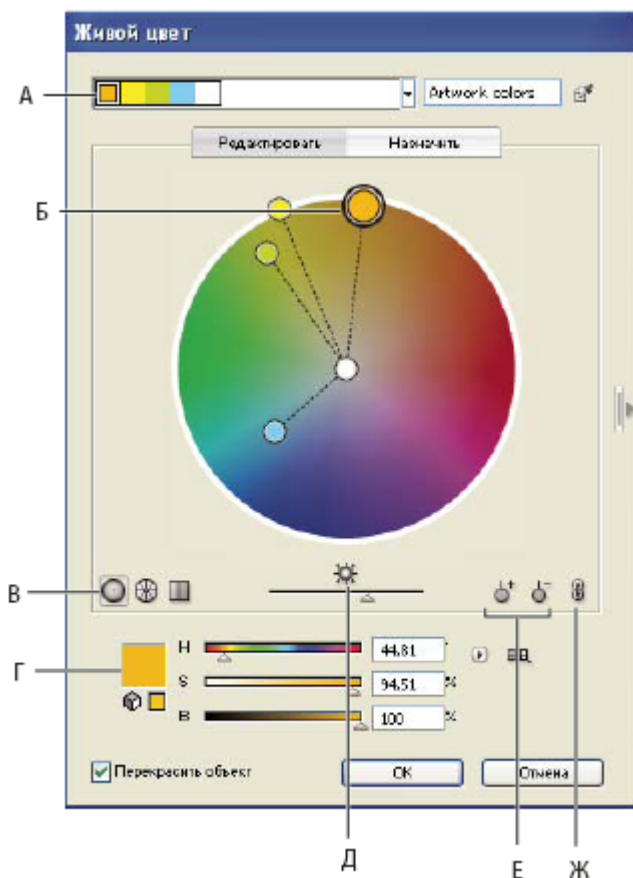 Живой цвет
А
Artwork colors
Редактировать Назначить
Б
В
Г
H 44,81 °
S 94,51 %
B 100 %
Перекрасить объект OK Отмена
Д Е Ж